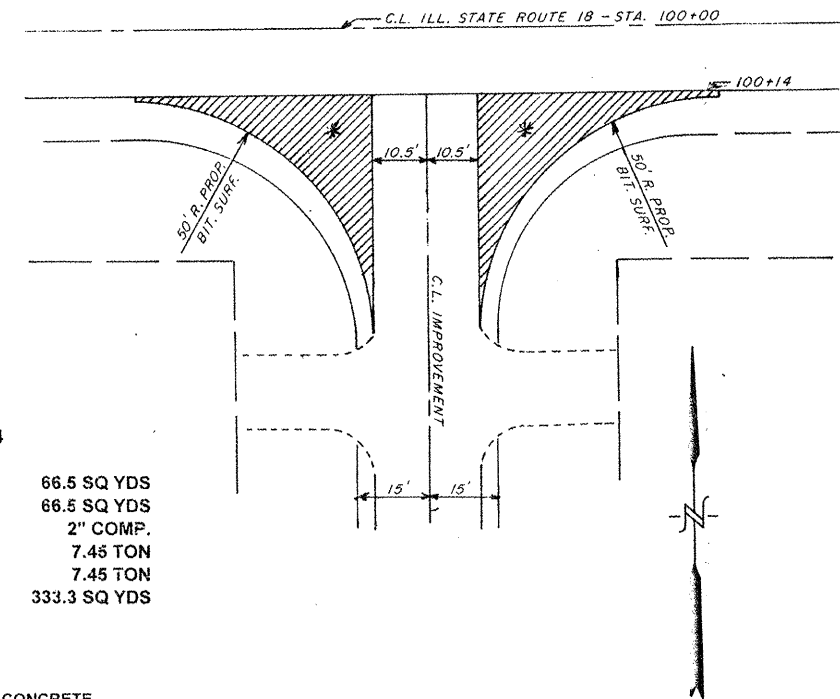 C.L. ILL. STATE ROUTE 18 - STA. 100+00
100+14
10.5' 10.5'
50' R. PROP.
BIT. SURF.
50' R. PROP.
BIT. SURF.
C.L. IMPROVEMENT
15' 15'
66.5 SQ YDS
66.5 SQ YDS
2" COMP.
7.45 TON
7.45 TON
333.3 SQ YDS
N
CONCRETE